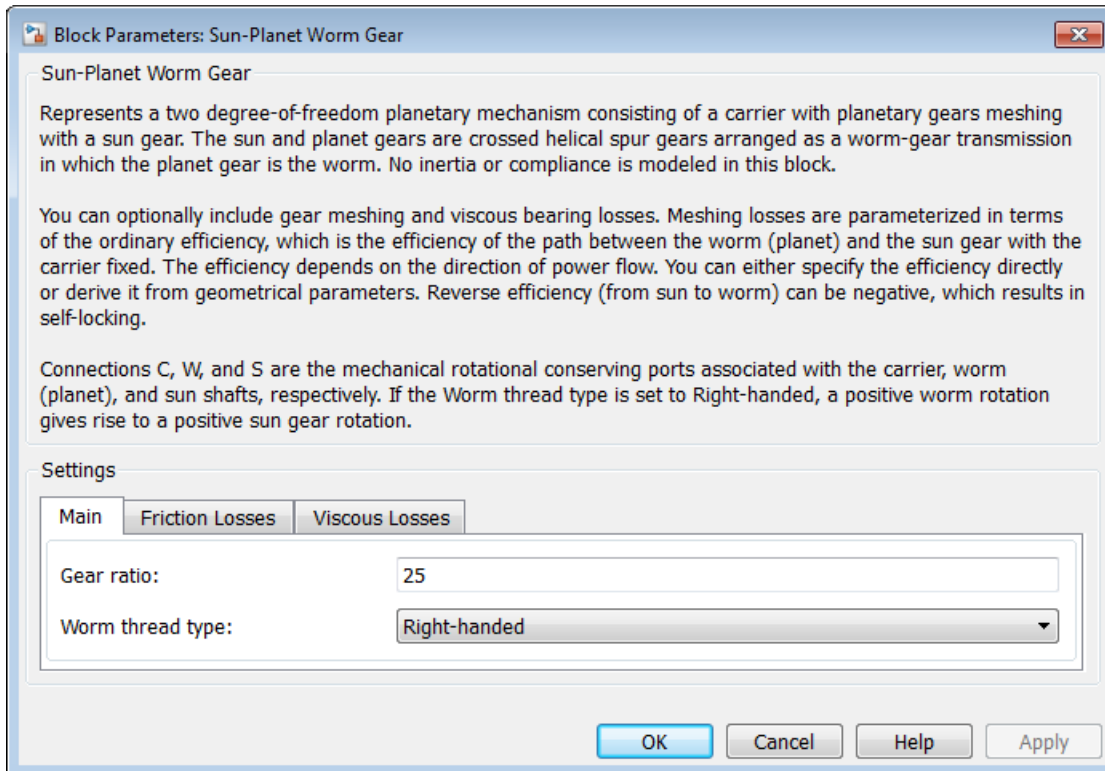 Block Parameters: Sun-Planet Worm Gear
Sun-Planet Worm Gear
Represents a two degree-of-freedom planetary mechanism consisting of a carrier with planetary gears meshing
with a sun gear. The sun and planet gears are crossed helical spur gears arranged as a worm-gear transmission
in which the planet gear is the worm. No inertia or compliance is modeled in this block.
You can optionally include gear meshing and viscous bearing losses. Meshing losses are parameterized in terms
of the ordinary efficiency, which is the efficiency of the path between the worm (planet) and the sun gear with the
carrier fixed. The efficiency depends on the direction of power flow. You can either specify the efficiency directly
or derive it from geometrical parameters. Reverse efficiency (from sun to worm) can be negative, which results in
self-locking.
Connections C, W, and S are the mechanical rotational conserving ports associated with the carrier, worm
(planet), and sun shafts, respectively. If the Worm thread type is set to Right-handed, a positive worm rotation
gives rise to a positive sun gear rotation.
Settings
Main Friction Losses Viscous Losses
Gear ratio: 25
Worm thread type: Right-handed
OK Cancel Help Apply